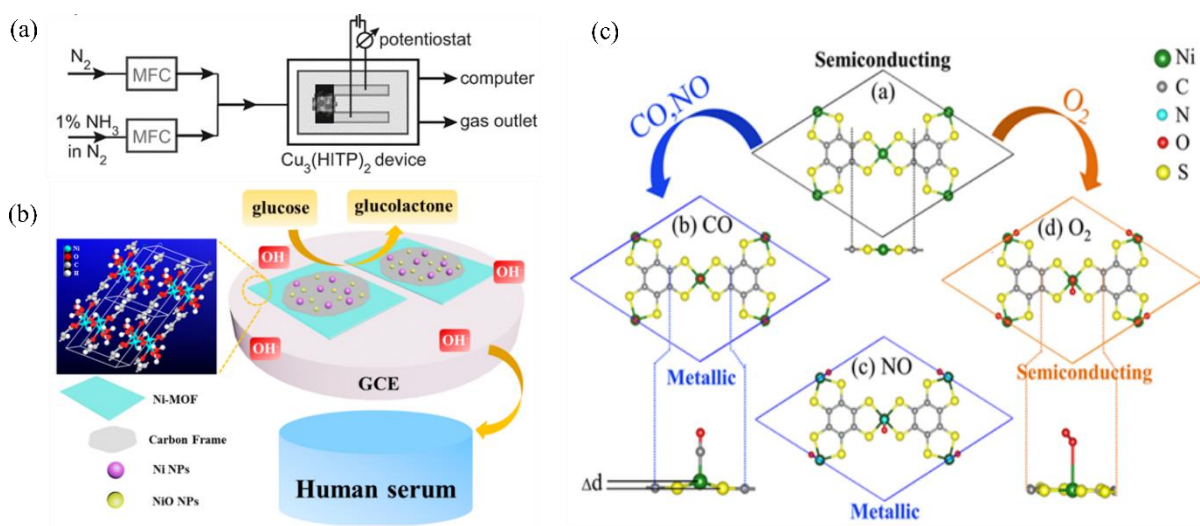 (a)
N2
MFC
1% NH3
in N2
MFC
potentiostat
computer
gas outlet
Cu3(HITP)2 device
(b)
glucose
glucolactone
Ni
O
C
H
OH
OH
OH
OH
GCE
Ni-MOF
Carbon Frame
Ni NPs
NiO NPs
Human serum
(c)
Semiconducting
(a)
CO,NO
O2
Ni
C
N
O
S
(b) CO
(d) O2
Metallic
(c) NO
Semiconducting
Δd
Metallic